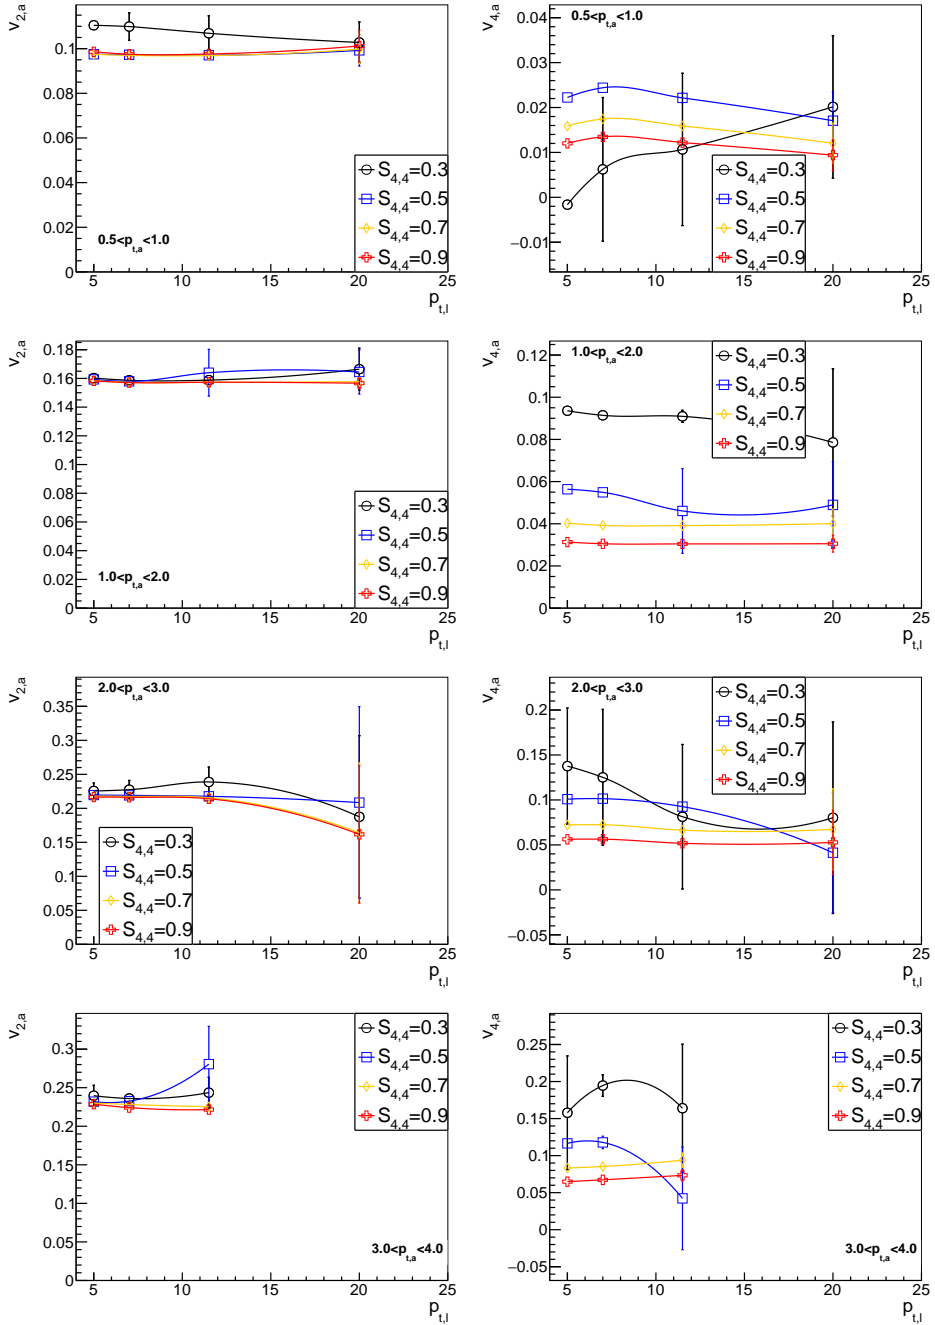 v2,a
0.1
0.08
0.06
0.04
0.02
0
0.5<pt,a<1.0
S4,4=0.3
S4,4=0.5
S4,4=0.7
S4,4=0.9
5 10 15 20 25
pt,l
v4,a
0.04
0.03
0.02
0.01
0
−0.01
0.5<pt,a<1.0
S4,4=0.3
S4,4=0.5
S4,4=0.7
S4,4=0.9
5 10 15 20 25
pt,l
v2,a
0.18
0.16
0.14
0.12
0.1
0.08
0.06
0.04
0.02
0
1.0<pt,a<2.0
S4,4=0.3
S4,4=0.5
S4,4=0.7
S4,4=0.9
5 10 15 20 25
pt,l
v4,a
0.12
0.1
0.08
0.06
0.04
0.02
0
1.0<pt,a<2.0
S4,4=0.3
S4,4=0.5
S4,4=0.7
S4,4=0.9
5 10 15 20 25
pt,l
v2,a
0.35
0.3
0.25
0.2
0.15
0.1
0.05
0
2.0<pt,a<3.0
S4,4=0.3
S4,4=0.5
S4,4=0.7
S4,4=0.9
5 10 15 20 25
pt,l
v4,a
0.2
0.15
0.1
0.05
0
−0.05
2.0<pt,a<3.0
S4,4=0.3
S4,4=0.5
S4,4=0.7
S4,4=0.9
5 10 15 20 25
pt,l
v2,a
0.3
0.25
0.2
0.15
0.1
0.05
0
S4,4=0.3
S4,4=0.5
S4,4=0.7
S4,4=0.9
3.0<pt,a<4.0
5 10 15 20 25
pt,l
v4,a
0.25
0.2
0.15
0.1
0.05
0
−0.05
S4,4=0.3
S4,4=0.5
S4,4=0.7
S4,4=0.9
3.0<pt,a<4.0
5 10 15 20 25
pt,l